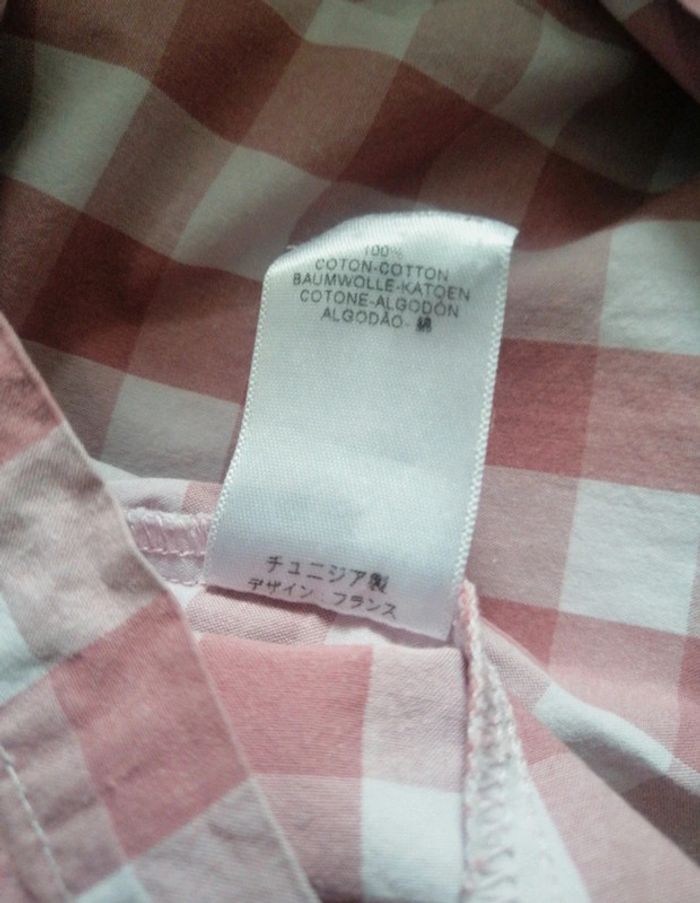 100%
COTON-COTTON
BAUMWOLLE-KATOEN
COTONE-ALGODÓN
ALGODÃO- 綿
チュニジア製
デザイン:フランス